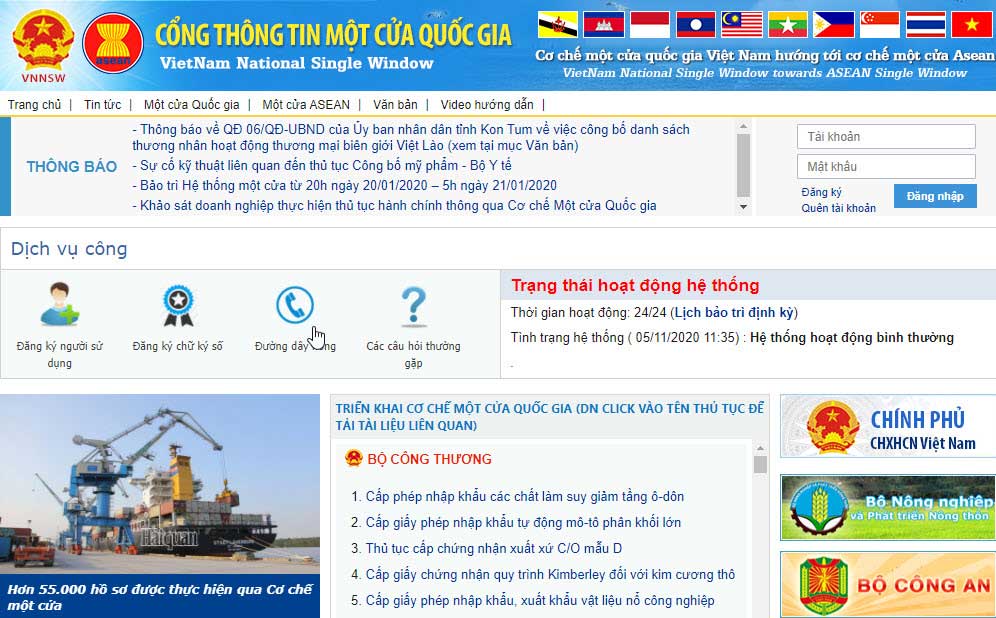 CỔNG THÔNG TIN MỘT CỬA QUỐC GIA
VietNam National Single Window
VNNSW
asean
Cơ chế một cửa quốc gia Việt Nam hướng tới cơ chế một cửa Asean
VietNam National Single Window towards ASEAN Single Window
Trang chủ | Tin tức | Một cửa Quốc gia | Một cửa ASEAN | Văn bản | Video hướng dẫn |
THÔNG BÁO
- Thông báo về QĐ 06/QĐ-UBND của Ủy ban nhân dân tỉnh Kon Tum về việc công bố danh sách
thương nhân hoạt động thương mại biên giới Việt Lào (xem tại mục Văn bản)
- Sự cố kỹ thuật liên quan đến thủ tục Công bố mỹ phẩm - Bộ Y tế
- Bảo trì Hệ thống một cửa từ 20h ngày 20/01/2020 – 5h ngày 21/01/2020
- Khảo sát doanh nghiệp thực hiện thủ tục hành chính thông qua Cơ chế Một cửa Quốc gia
Tài khoản
Mật khẩu
Đăng ký
Quên tài khoản
Đăng nhập
Dịch vụ công
Đăng ký người sử
dụng
Đăng ký chữ ký số
Đường dây
Các câu hỏi thường
gặp
Trạng thái hoạt động hệ thống
Thời gian hoạt động: 24/24 (Lịch bảo trì định kỳ)
Tình trạng hệ thống ( 05/11/2020 11:35) : Hệ thống hoạt động bình thường
.
Haiquan
Hơn 55.000 hồ sơ được thực hiện qua Cơ chế
một cửa
TRIỂN KHAI CƠ CHẾ MỘT CỬA QUỐC GIA (DN CLICK VÀO TÊN THỦ TỤC ĐỂ
TẢI TÀI LIỆU LIÊN QUAN)
BỘ CÔNG THƯƠNG
1. Cấp phép nhập khẩu các chất làm suy giảm tầng ô-dôn
2. Cấp giấy phép nhập khẩu tự động mô-tô phân khối lớn
3. Thủ tục cấp chứng nhận xuất xứ C/O mẫu D
4. Cấp giấy chứng nhận quy trình Kimberley đối với kim cương thô
5. Cấp giấy phép nhập khẩu, xuất khẩu vật liệu nổ công nghiệp
CHÍNH PHỦ
CHXHCN Việt Nam
Bộ Nông nghiệp
và Phát triển Nông thôn
BỘ CÔNG AN